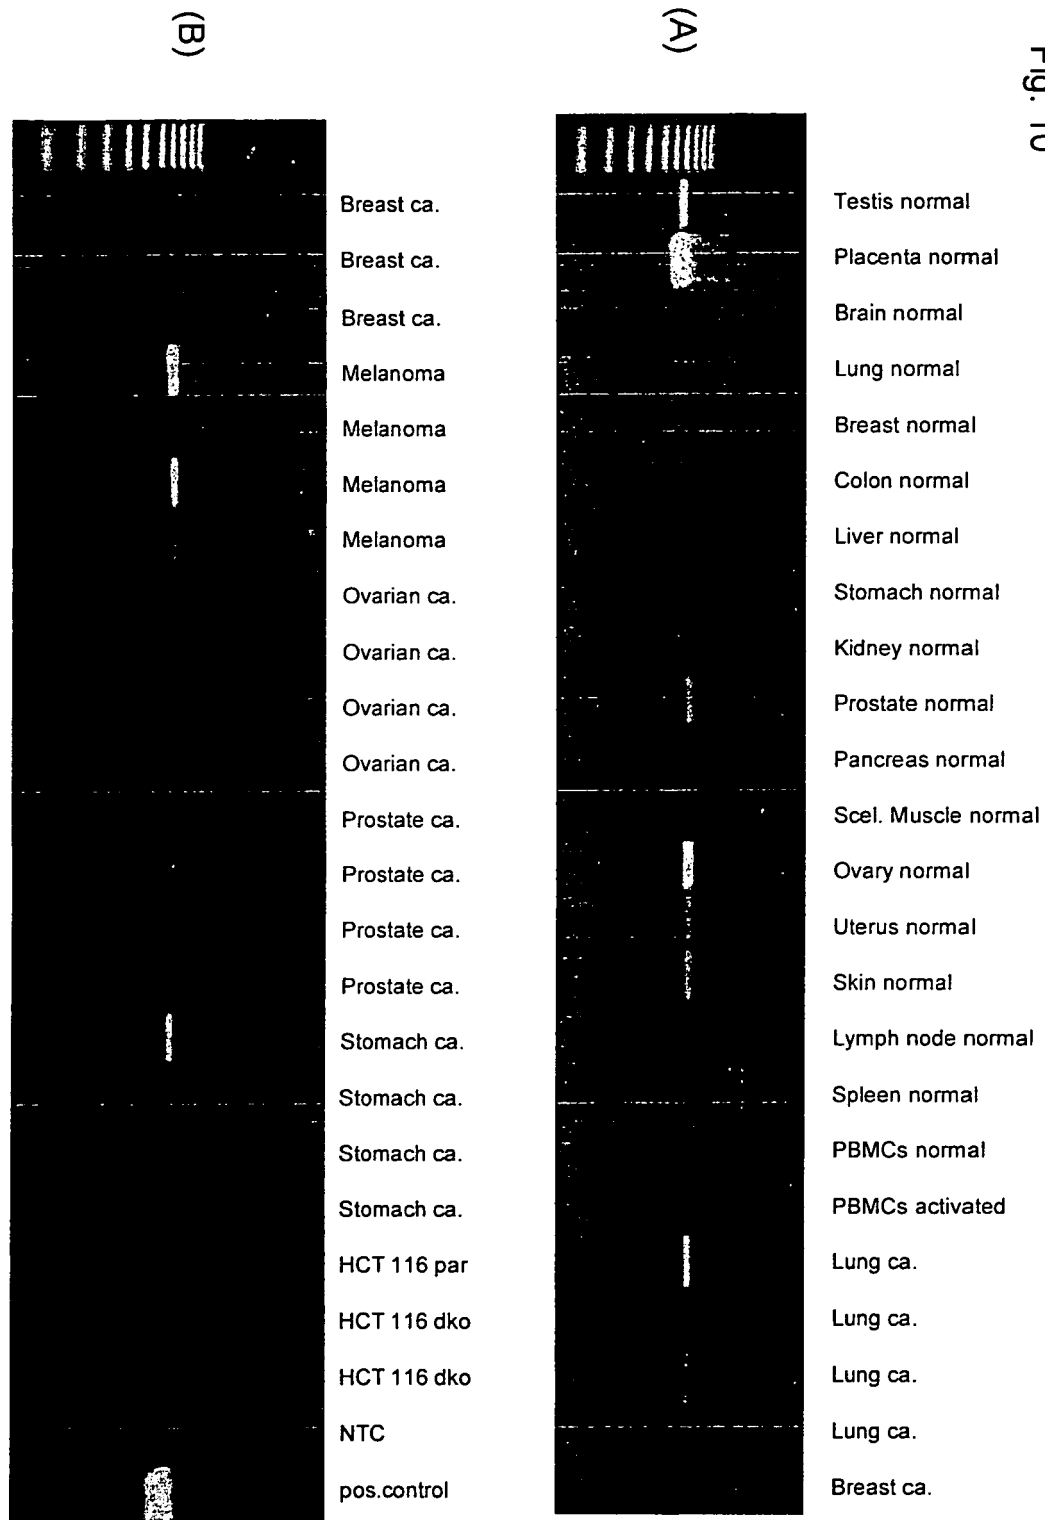 Fig. 10
(A)
Testis normal
Placenta normal
Brain normal
Lung normal
Breast normal
Colon normal
Liver normal
Stomach normal
Kidney normal
Prostate normal
Pancreas normal
Scel. Muscle normal
Ovary normal
Uterus normal
Skin normal
Lymph node normal
Spleen normal
PBMCs normal
PBMCs activated
Lung ca.
Lung ca.
Lung ca.
Lung ca.
Breast ca.
(B)
Breast ca.
Breast ca.
Breast ca.
Melanoma
Melanoma
Melanoma
Melanoma
Ovarian ca.
Ovarian ca.
Ovarian ca.
Ovarian ca.
Prostate ca.
Prostate ca.
Prostate ca.
Prostate ca.
Stomach ca.
Stomach ca.
Stomach ca.
Stomach ca.
HCT 116 par
HCT 116 dko
HCT 116 dko
NTC
pos.control